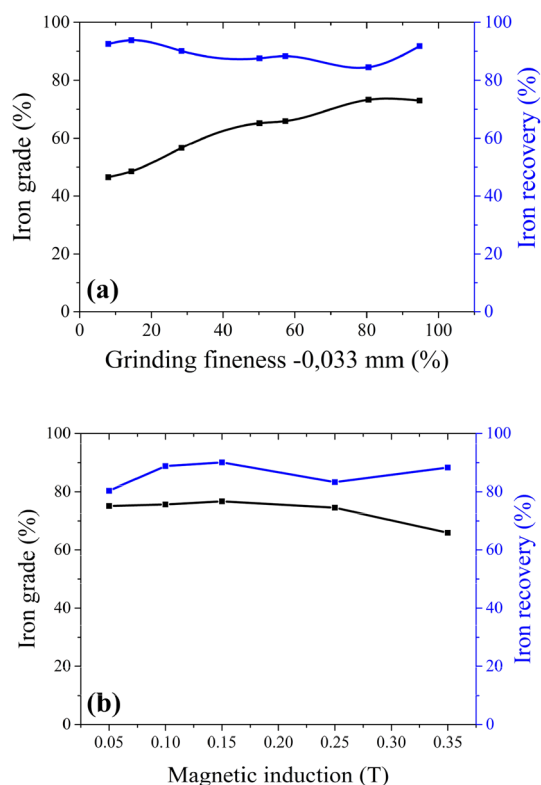 100
80
60
40
20
0
Iron grade (%)
(a)
0 20 40 60 80 100
Grinding fineness -0,033 mm (%)
100
80
60
40
20
0
Iron recovery (%)
100
80
60
40
20
0
Iron grade (%)
(b)
0.05 0.10 0.15 0.20 0.25 0.30 0.35
Magnetic induction (T)
100
80
60
40
20
0
Iron recovery (%)